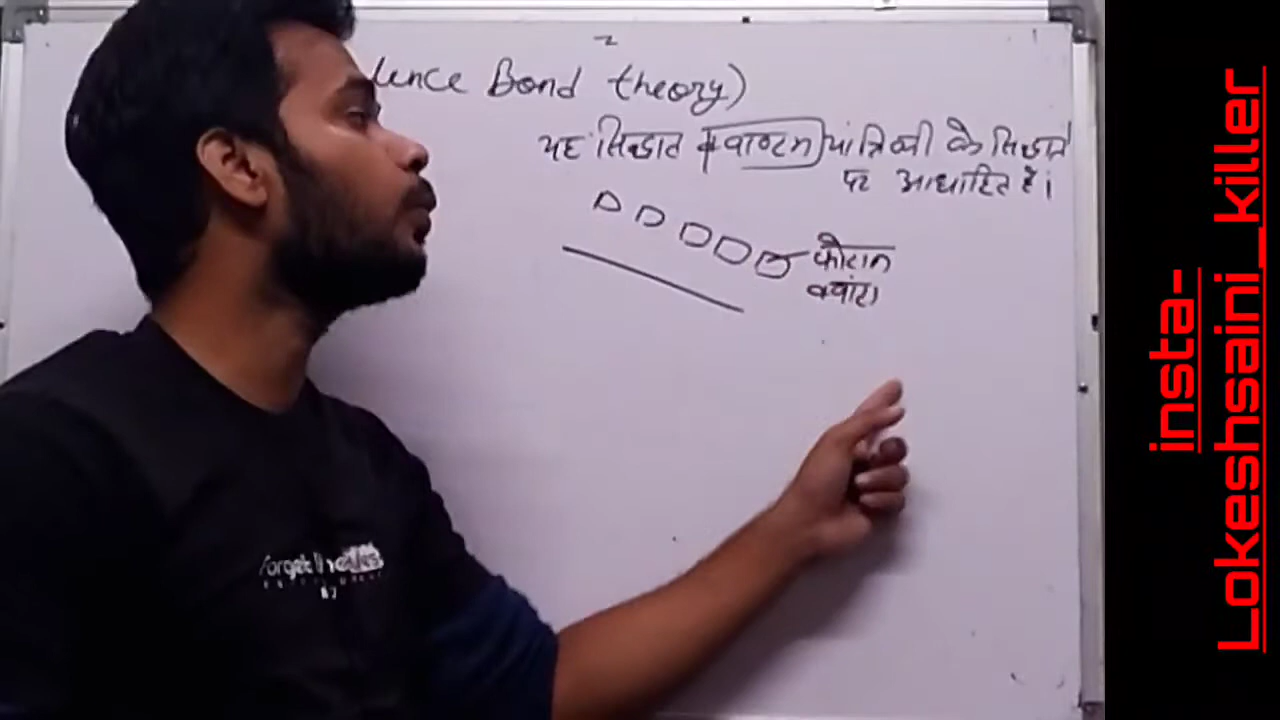 lence Bond theory)
यह सिद्धांत क्वाण्टम यांत्रिकी के सिद्धांत
पर आधारित है।
फोटान
क्वांटा
insta-
Lokeshsaini_killer